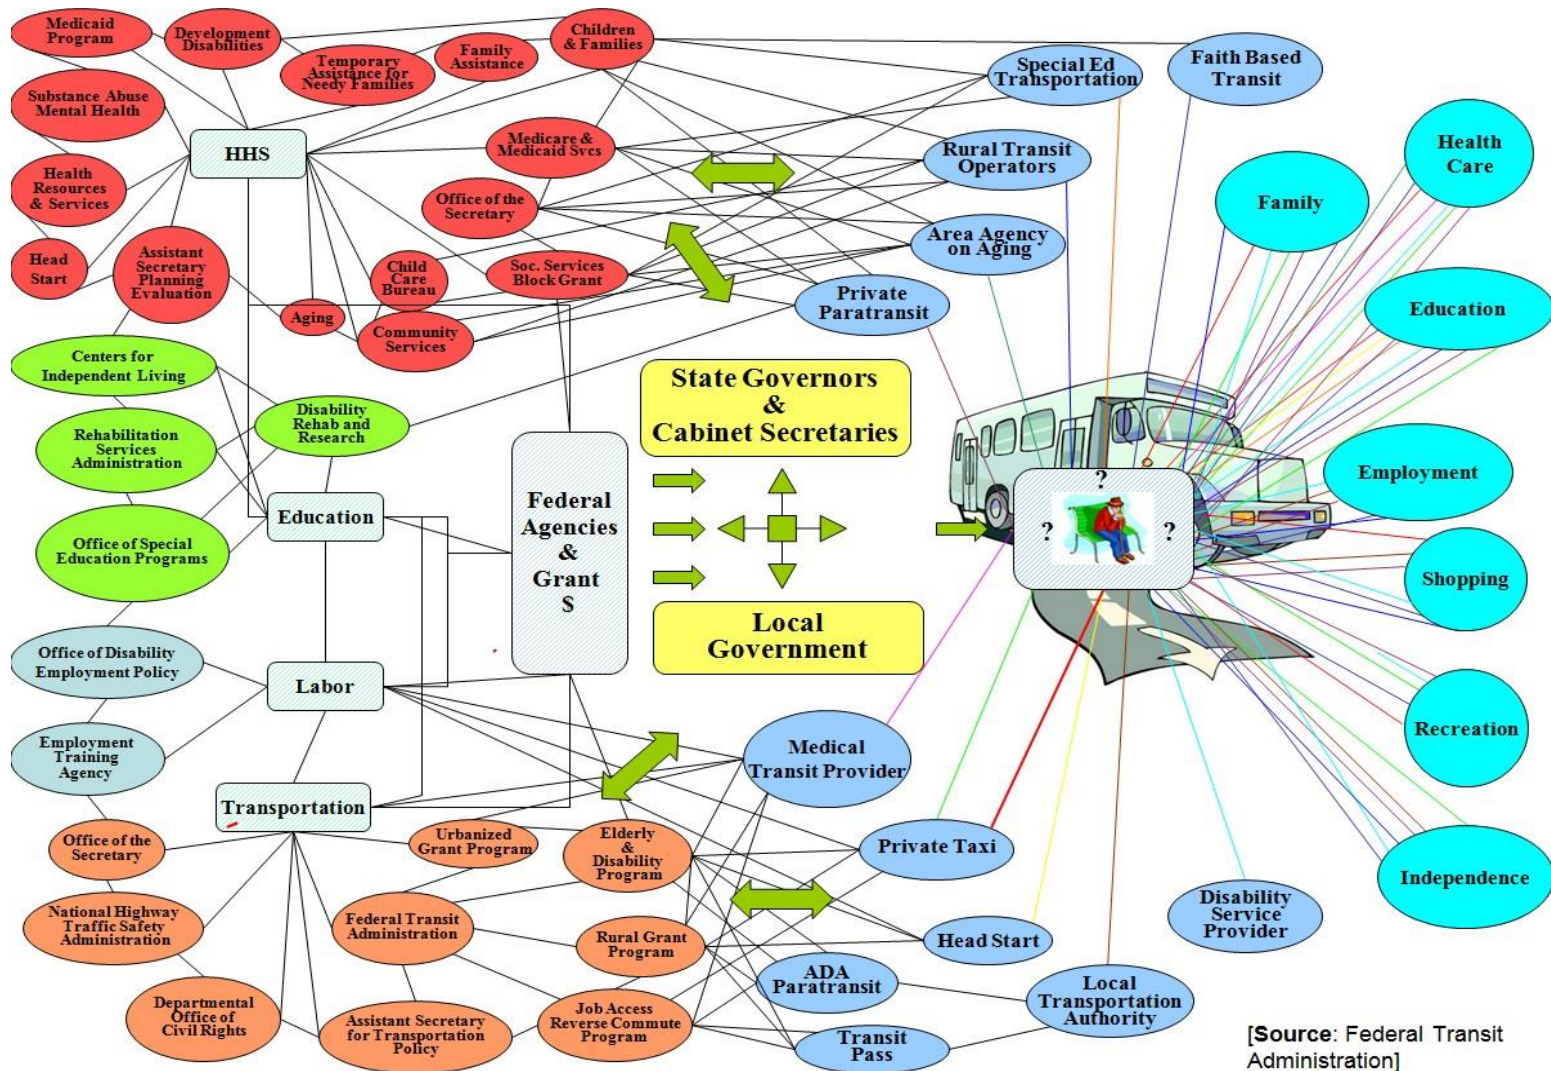 Medicaid
Program
Development
Disabilities
Temporary
Assistance for
Needy Families
Family
Assistance
Children
& Families
Special Ed
Transportation
Faith Based
Transit
Substance Abuse
Mental Health
HHS
Medicare &
Medicaid Svcs
Rural Transit
Operators
Health
Care
Health
Resources
& Services
Office of the
Secretary
Family
Area Agency
on Aging
Head
Start
Assistant
Secretary
Planning
Evaluation
Child
Care
Bureau
Soc. Services
Block Grant
Private
Paratransit
Education
Aging
Community
Services
Centers for
Independent Living
State Governors
&
Cabinet Secretaries
Disability
Rehab and
Research
Rehabilitation
Services
Administration
Employment
Education
Federal
Agencies
&
Grant
$
?
?
?
Office of Special
Education Programs
Shopping
Local
Government
Office of Disability
Employment Policy
Labor
Recreation
Employment
Training
Agency
Medical
Transit Provider
Transportation
Office of the
Secretary
Urbanized
Grant Program
Elderly
&
Disability
Program
Private Taxi
Independence
National Highway
Traffic Safety
Administration
Federal Transit
Administration
Rural Grant
Program
Head Start
Disability
Service
Provider
ADA
Paratransit
Local
Transportation
Authority
Departmental
Office of
Civil Rights
Assistant Secretary
for Transportation
Policy
Job Access
Reverse Commute
Program
Transit
Pass
[Source: Federal Transit
Administration]